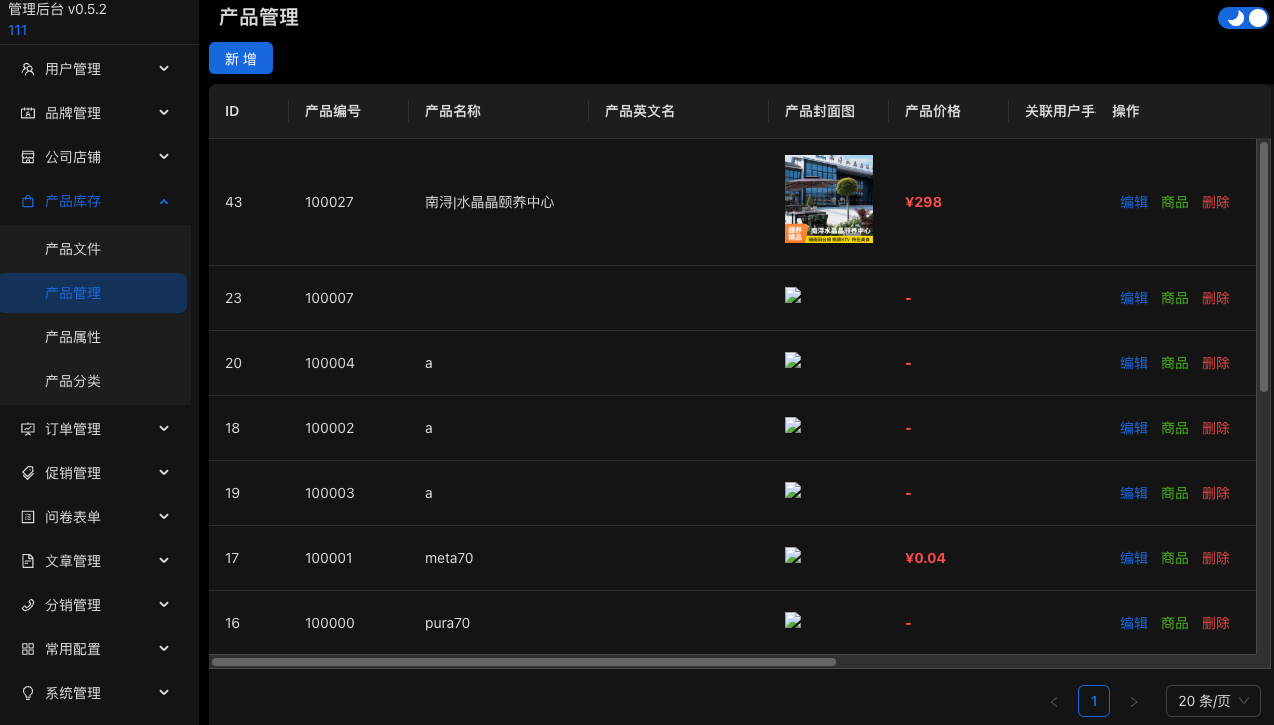 管理后台 v0.5.2
111
用户管理
品牌管理
公司店铺
产品库存
产品文件
产品管理
产品属性
产品分类
订单管理
促销管理
问卷表单
文章管理
分销管理
常用配置
系统管理
产品管理
新 增
ID 产品编号 产品名称 产品英文名 产品封面图 产品价格 关联用户手 操作
43 100027 南浔|水晶晶颐养中心 ¥298 编辑 商品 删除
颐养精品 南浔水晶晶颐养中心
23 100007 - 编辑 商品 删除
20 100004 a - 编辑 商品 删除
18 100002 a - 编辑 商品 删除
19 100003 a - 编辑 商品 删除
17 100001 meta70 ¥0.04 编辑 商品 删除
16 100000 pura70 - 编辑 商品 删除
1 20 条/页